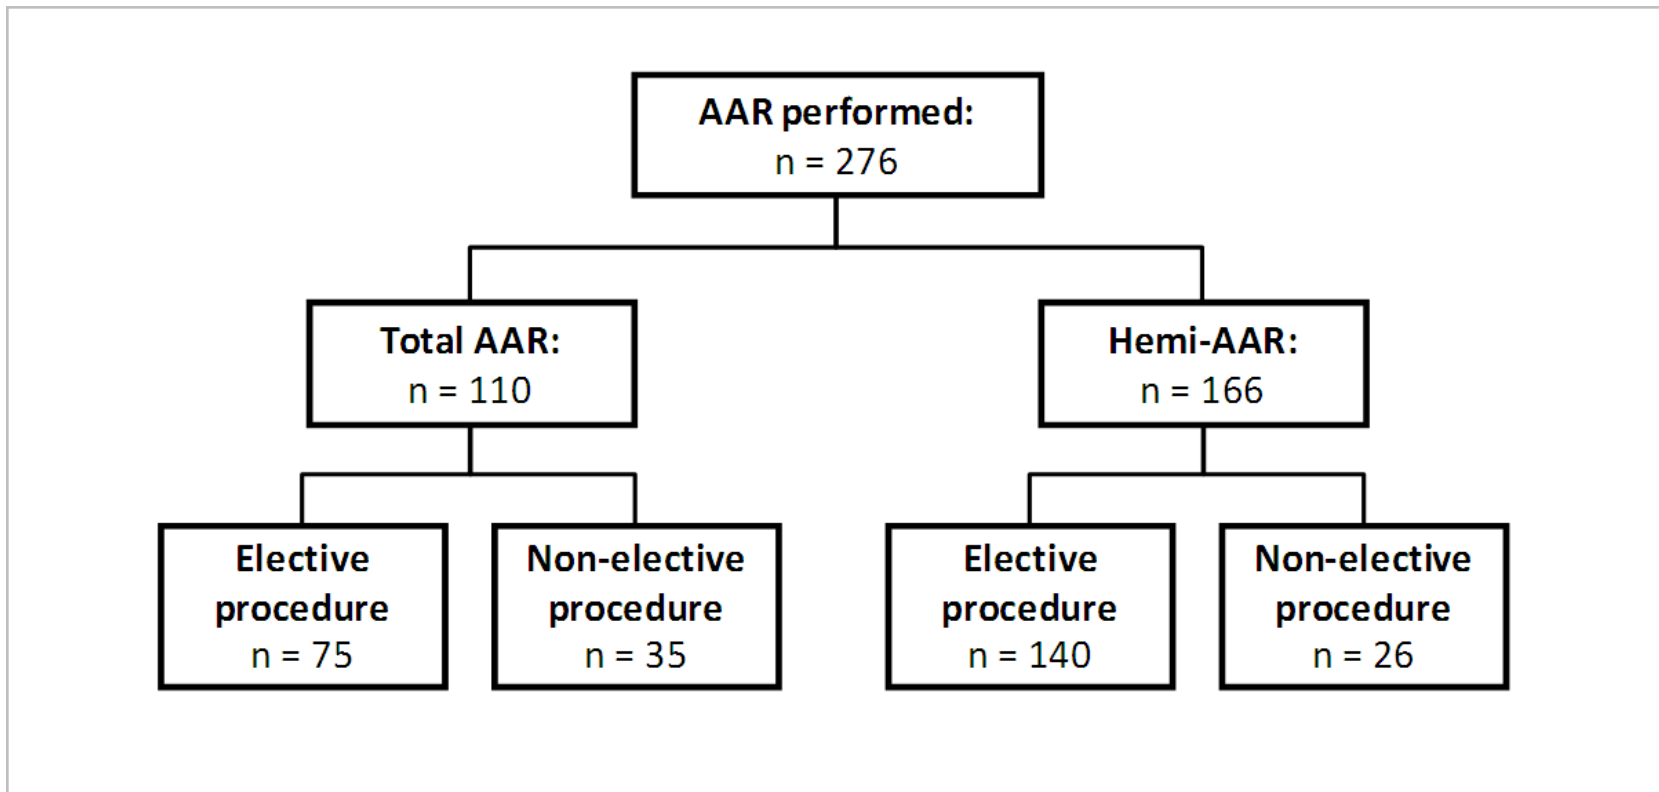 AAR performed:
n = 276
Total AAR:
n = 110
Hemi-AAR:
n = 166
Elective
procedure
n = 75
Non-elective
procedure
n = 35
Elective
procedure
n = 140
Non-elective
procedure
n = 26